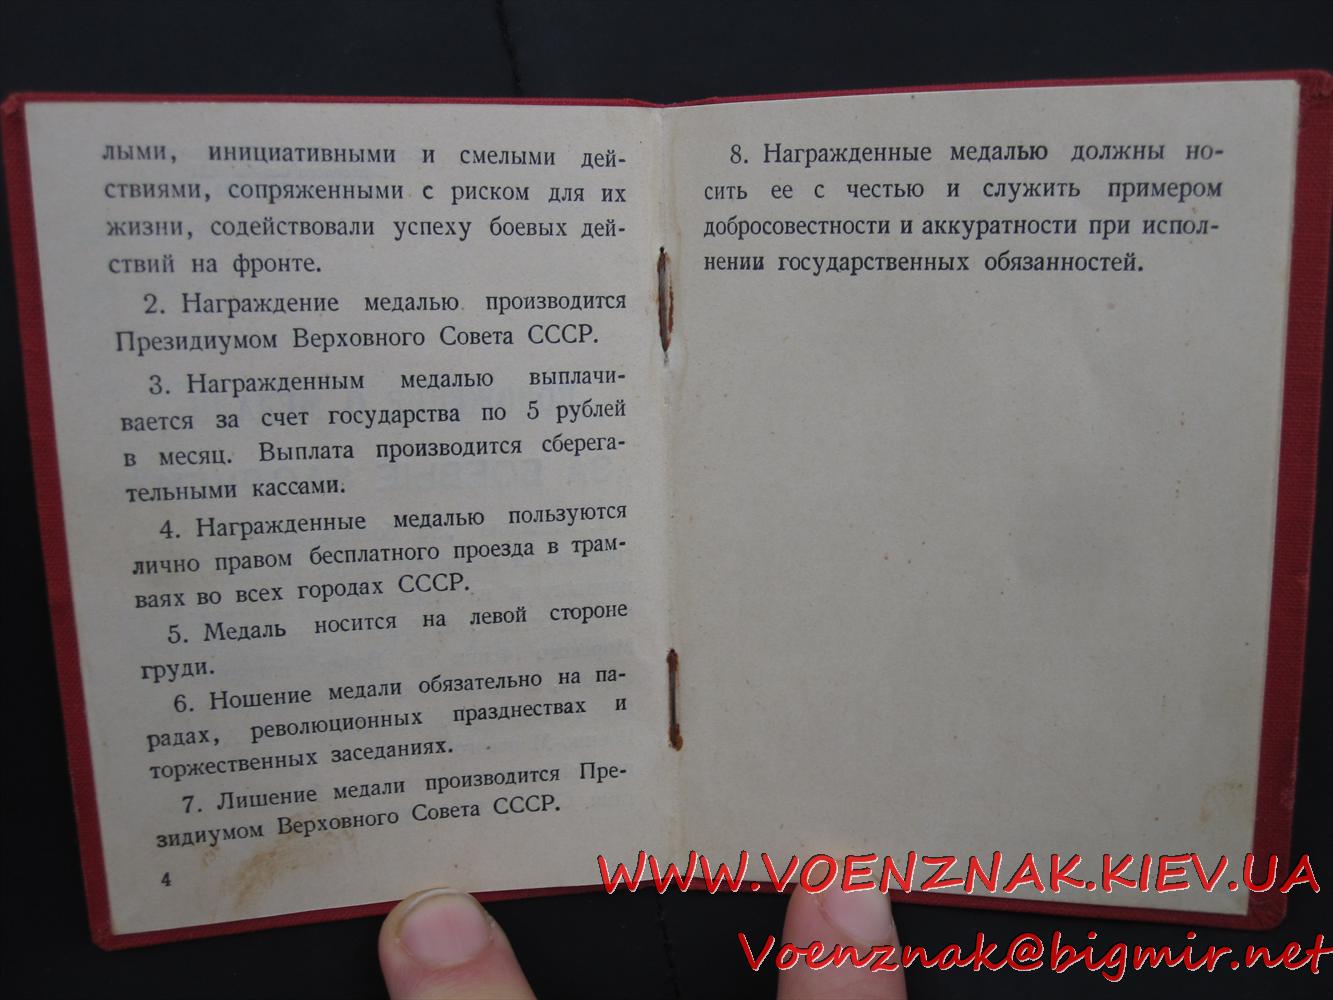 лыми, инициативными и смелыми дей-
ствиями, сопряженными с риском для их
жизни, содействовали успеху боевых дей-
ствий на фронте.
2. Награждение медалью производится
Президиумом Верховного Совета СССР.
3. Награжденным медалью выплачи-
вается за счет государства по 5 рублей
в месяц. Выплата производится сберега-
тельными кассами.
4. Награжденные медалью пользуются
лично правом бесплатного проезда в трам-
ваях во всех городах СССР.
5. Медаль носится на левой стороне
груди.
6. Ношение медали обязательно на па-
радах, революционных празднествах и
торжественных заседаниях.
7. Лишение медали производится Пре-
зидиумом Верховного Совета СССР.
4
8. Награжденные медалью должны но-
сить ее с честью и служить примером
добросовестности и аккуратности при испол-
нении государственных обязанностей.
WWW.VOENZNAK.KIEV.UA
Voenznak@bigmir.net